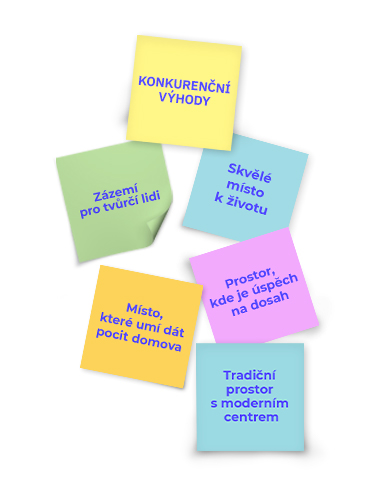 KONKURENČNÍ
VÝHODY
Zázemí
pro tvůrčí lidi
Skvělé
místo
k životu
Prostor,
kde je úspěch
na dosah
Místo,
které umí dát
pocit domova
Tradiční
prostor
s moderním
centrem